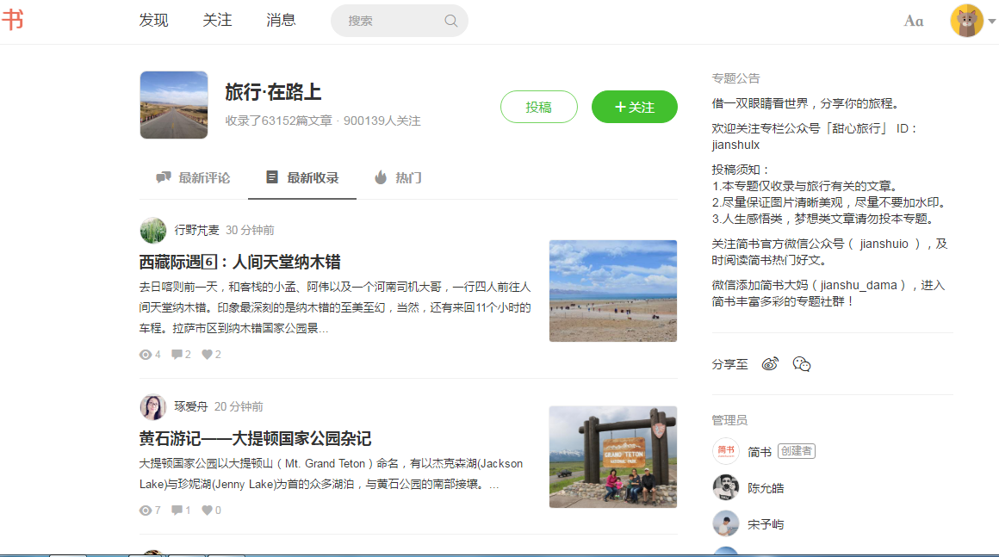 书
发现 关注 消息 搜索 Aa
旅行·在路上
收录了63152篇文章 · 900139人关注
投稿 +关注
最新评论 最新收录 热门
行野芃麦 30 分钟前
西藏际遇6️⃣：人间天堂纳木错
去日喀则前一天，和客栈的小孟、阿伟以及一个河南司机大哥，一行四人前往人
间天堂纳木错。印象最深刻的是纳木错的至美至幻，当然，还有来回11个小时的
车程。拉萨市区到纳木错国家公园景...
4 2 2
琢爱舟 20 分钟前
黄石游记——大提顿国家公园杂记
大提顿国家公园以大提顿山（Mt. Grand Teton）命名，有以杰克森湖(Jackson
Lake)与珍妮湖(Jenny Lake)为首的众多湖泊，与黄石公园的南部接壤。...
7 1 0
GRAND TETON
NATIONAL PARK
专题公告
借一双眼睛看世界，分享你的旅程。
欢迎关注专栏公众号「甜心旅行」 ID：
jianshulx
投稿须知：
1.本专题仅收录与旅行有关的文章。
2.尽量保证图片清晰美观，尽量不要加水印。
3.人生感悟类，梦想类文章请勿投本专题。
关注简书官方微信公众号（ jianshuio ），及
时阅读简书热门好文。
微信添加简书大妈（jianshu_dama），进入
简书丰富多彩的专题社群！
分享至
管理员
简书 简书 创建者
陈允皓
宋予屿